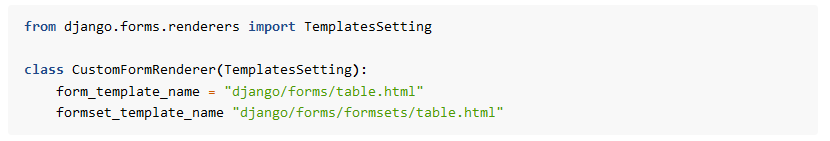 from django.forms.renderers import TemplatesSetting
class CustomFormRenderer(TemplatesSetting):
    form_template_name = "django/forms/table.html"
    formset_template_name "django/forms/formsets/table.html"